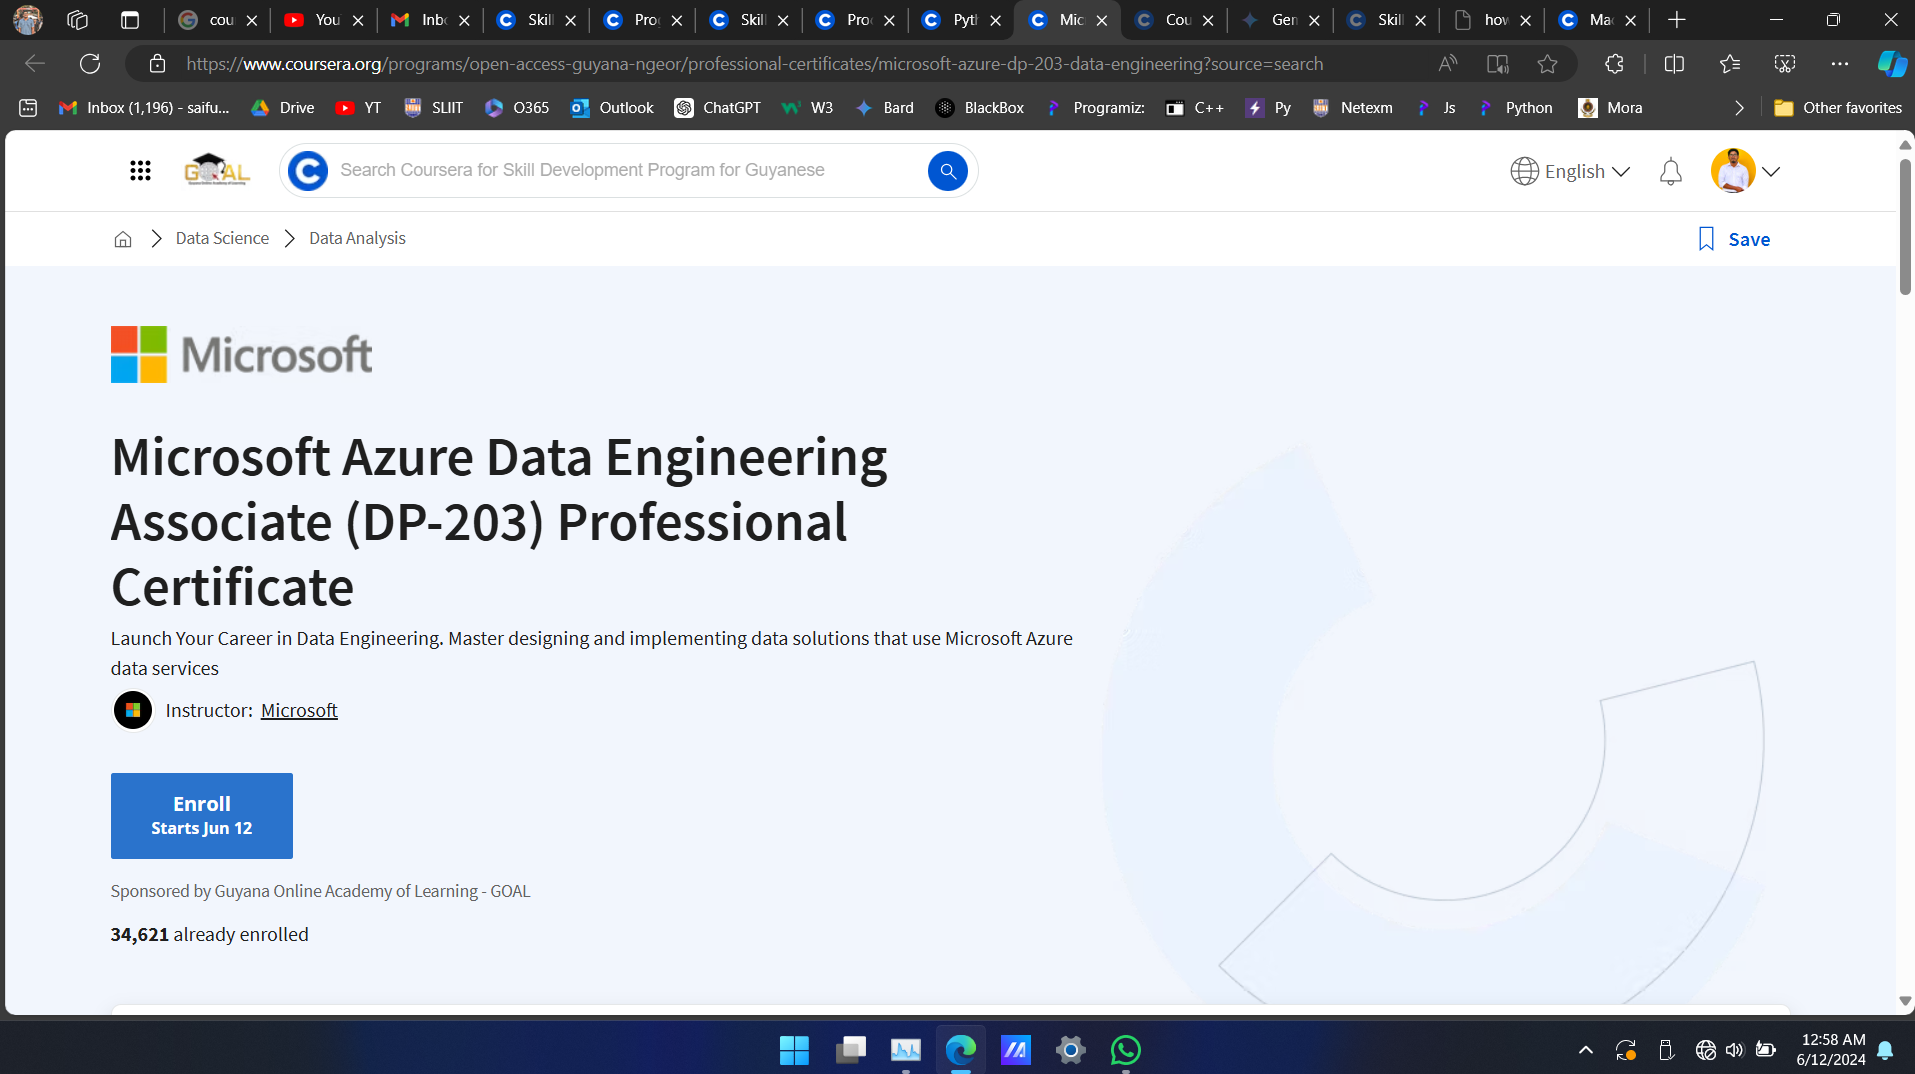 cou
You
Inbo
Skill
Pro
Skill
Pro
Pyt
Mic
Cou
Gen
Skill
how
Ma
https://www.coursera.org/programs/open-access-guyana-ngeor/professional-certificates/microsoft-azure-dp-203-data-engineering?source=search
Inbox (1,196) - saifu... Drive YT SLIIT O365 Outlook ChatGPT W3 Bard BlackBox Programiz: C++ Py Netexm Js Python Mora Other favorites
GOAL Search Coursera for Skill Development Program for Guyanese English
Data Science Data Analysis Save
Microsoft
Microsoft Azure Data Engineering
Associate (DP-203) Professional
Certificate
Launch Your Career in Data Engineering. Master designing and implementing data solutions that use Microsoft Azure
data services
Instructor: Microsoft
Enroll
Starts Jun 12
Sponsored by Guyana Online Academy of Learning - GOAL
34,621 already enrolled
12:58 AM
6/12/2024